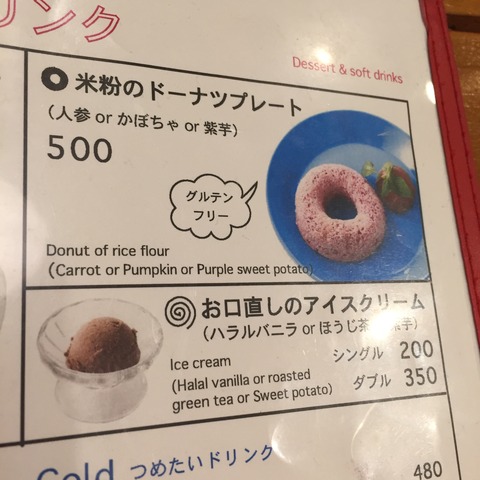 リンク
Dessert & soft drinks
米粉のドーナツプレート
(人参 or かぼちゃ or 紫芋)
500
グルテン
フリー
Donut of rice flour
(Carrot or Pumpkin or Purple sweet potato)
お口直しのアイスクリーム
(ハラルバニラ or ほうじ茶 芋)
Ice cream
(Halal vanilla or roasted
green tea or Sweet potato)
シングル 200
ダブル 350
Cold つめたいドリンク
480